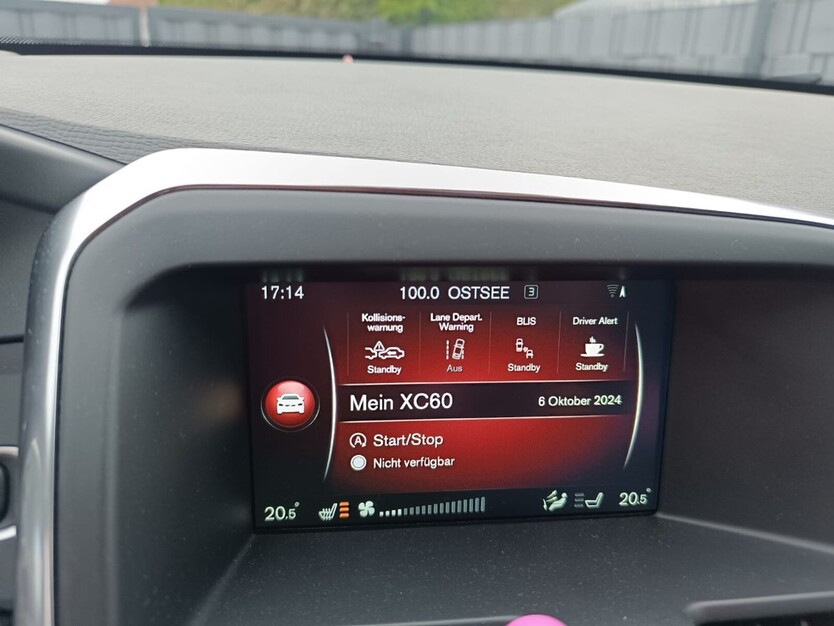 17:14 100.0 OSTSEE 3
Kollisions-
warnung
Standby
Lane Depart.
Warning
Aus
BLIS
Standby
Driver Alert
Standby
Mein XC60 6 Oktober 2024
A Start/Stop
Nicht verfügbar
20.5° 20.5°